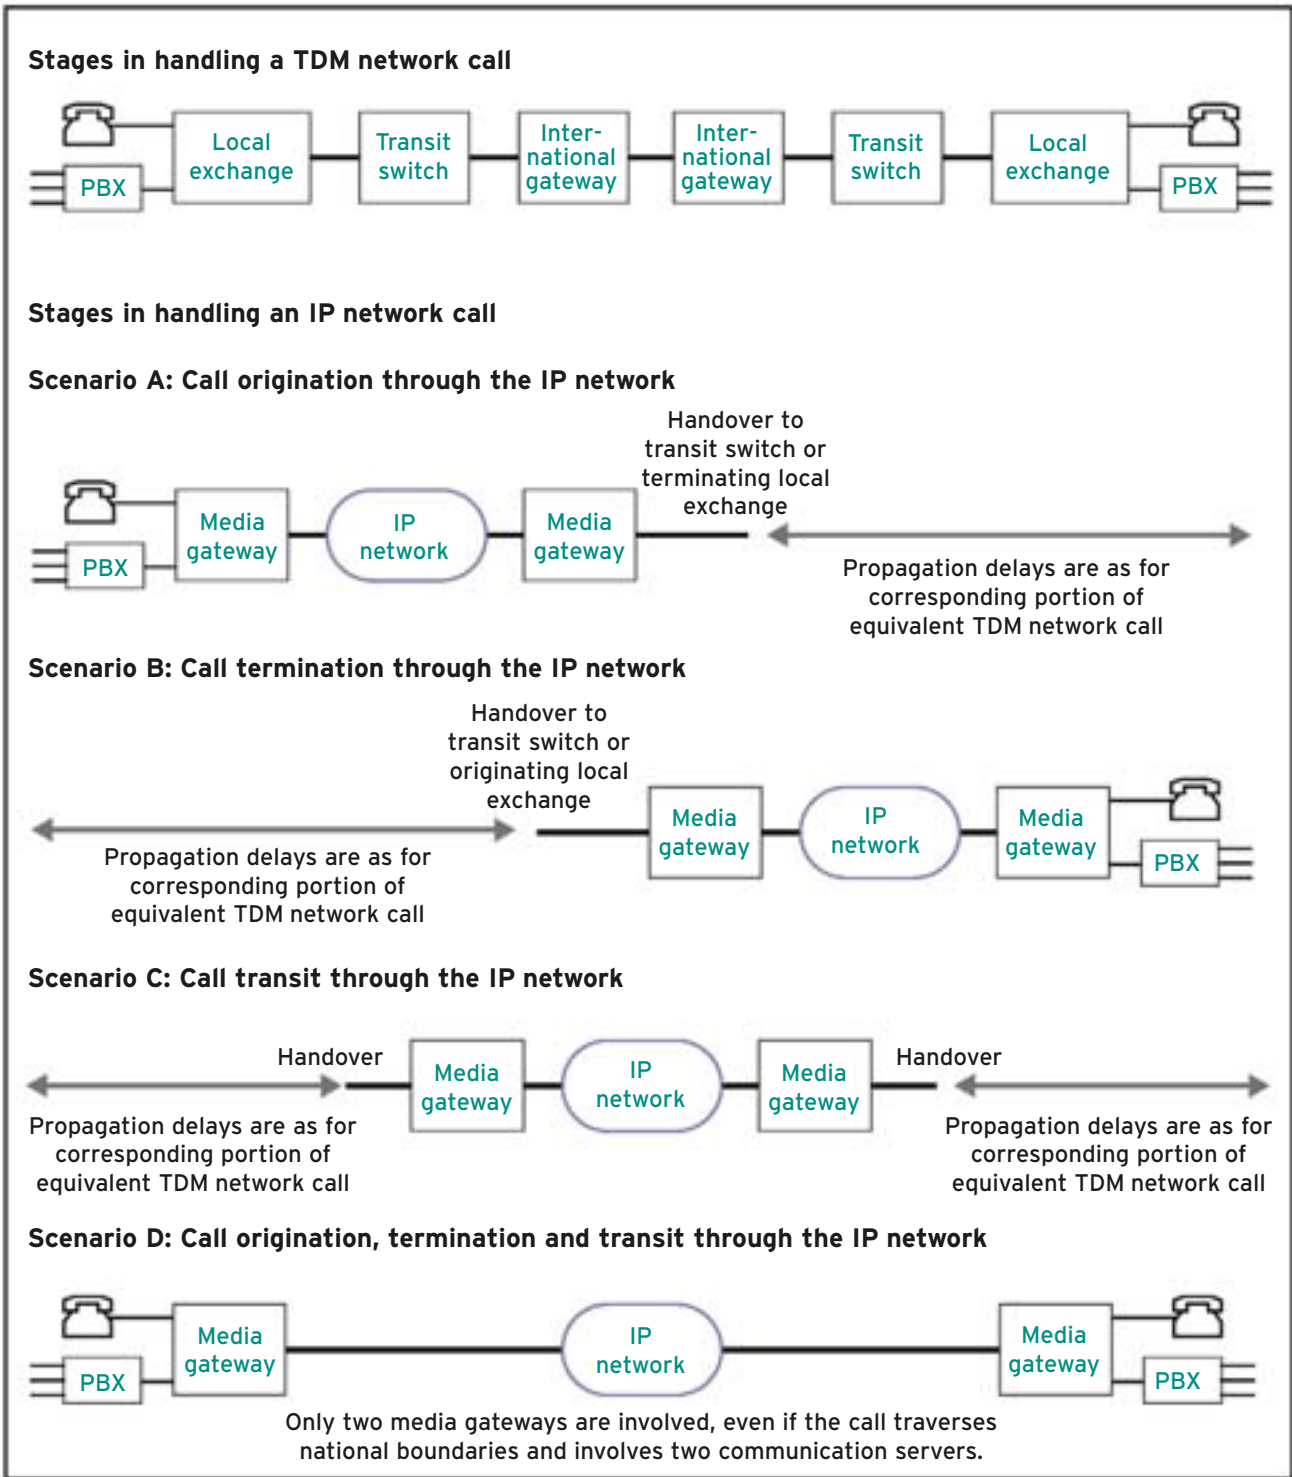 Stages in handling a TDM network call
Local
exchange
Transit
switch
Inter-
national
gateway
Inter-
national
gateway
Transit
switch
Local
exchange
PBX
PBX
Stages in handling an IP network call
Scenario A: Call origination through the IP network
Handover to
transit switch or
terminating local
exchange
Media
gateway
IP
network
Media
gateway
PBX
Propagation delays are as for
corresponding portion of
equivalent TDM network call
Scenario B: Call termination through the IP network
Handover to
transit switch or
originating local
exchange
Propagation delays are as for
corresponding portion of
equivalent TDM network call
Media
gateway
IP
network
Media
gateway
PBX
Scenario C: Call transit through the IP network
Handover
Media
gateway
IP
network
Media
gateway
Handover
Propagation delays are as for
corresponding portion of
equivalent TDM network call
Propagation delays are as for
corresponding portion of
equivalent TDM network call
Scenario D: Call origination, termination and transit through the IP network
Media
gateway
IP
network
Media
gateway
PBX
PBX
Only two media gateways are involved, even if the call traverses
national boundaries and involves two communication servers.